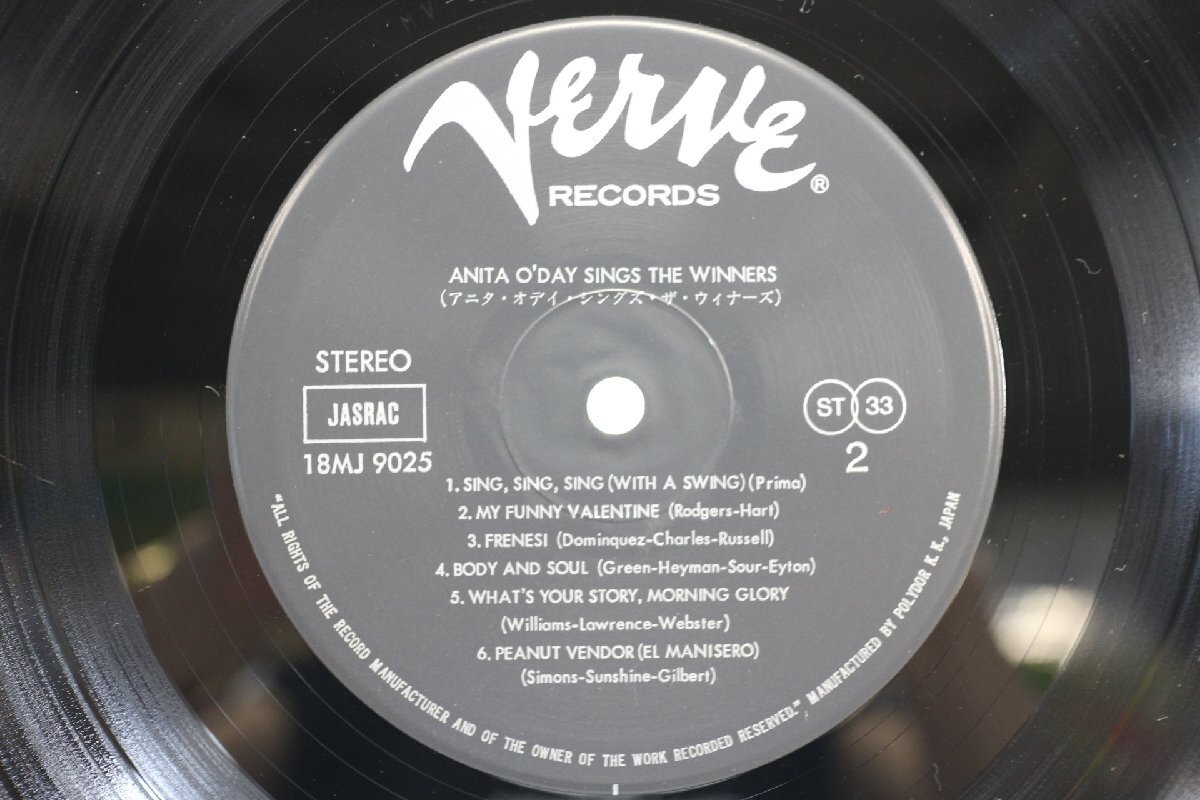 Verve
RECORDS ®
ANITA O'DAY SINGS THE WINNERS
(アニタ・オデイ・シングズ・ザ・ウィナーズ)
STEREO
JASRAC
18MJ 9025
ST 33
2
1. SING, SING, SING (WITH A SWING) (Prima)
2. MY FUNNY VALENTINE (Rodgers-Hart)
3. FRENESI (Dominquez-Charles-Russell)
4. BODY AND SOUL (Green-Heyman-Sour-Eyton)
5. WHAT'S YOUR STORY, MORNING GLORY
(Williams-Lawrence-Webster)
6. PEANUT VENDOR (EL MANISERO)
(Simons-Sunshine-Gilbert)
"ALL RIGHTS OF THE RECORD MANUFACTURER AND OF THE OWNER OF THE WORK RECORDED RESERVED." MANUFACTURED BY POLYDOR K.K., JAPAN